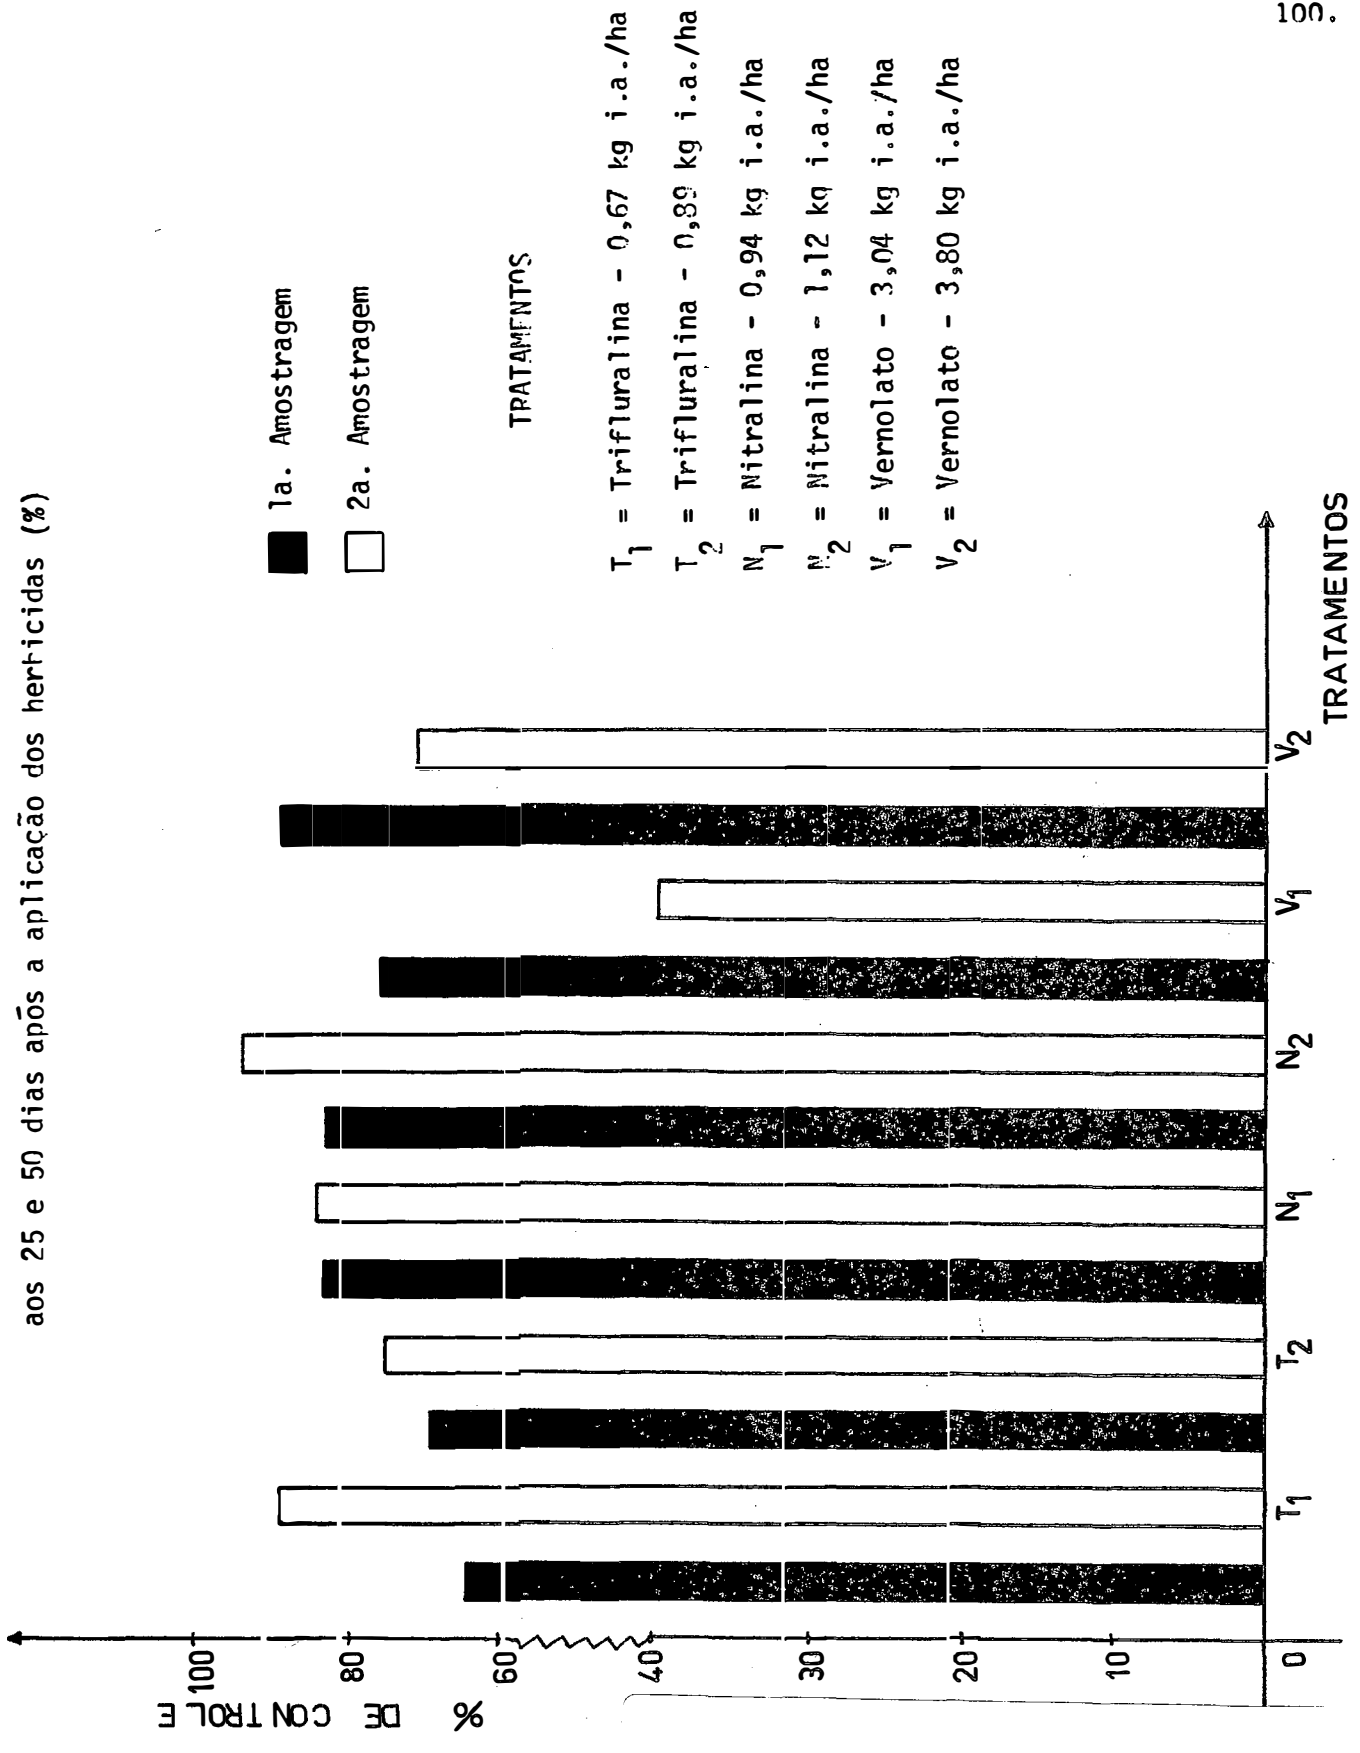 100.
aos 25 e 50 dias após a aplicação dos herbicidas (%)
1a. Amostragem
2a. Amostragem
TRATAMENTOS
T1 = Trifluralina - 0,67 kg i.a./ha
T2 = Trifluralina - 0,89 kg i.a./ha
N1 = Nitralina - 0,94 kg i.a./ha
N2 = Nitralina - 1,12 kg i.a./ha
V1 = Vernolato - 3,04 kg i.a./ha
V2 = Vernolato - 3,80 kg i.a./ha
% DE CONTROLE
100
80
60
40
30
20
10
0
T1 T2 N1 N2 V1 V2
TRATAMENTOS